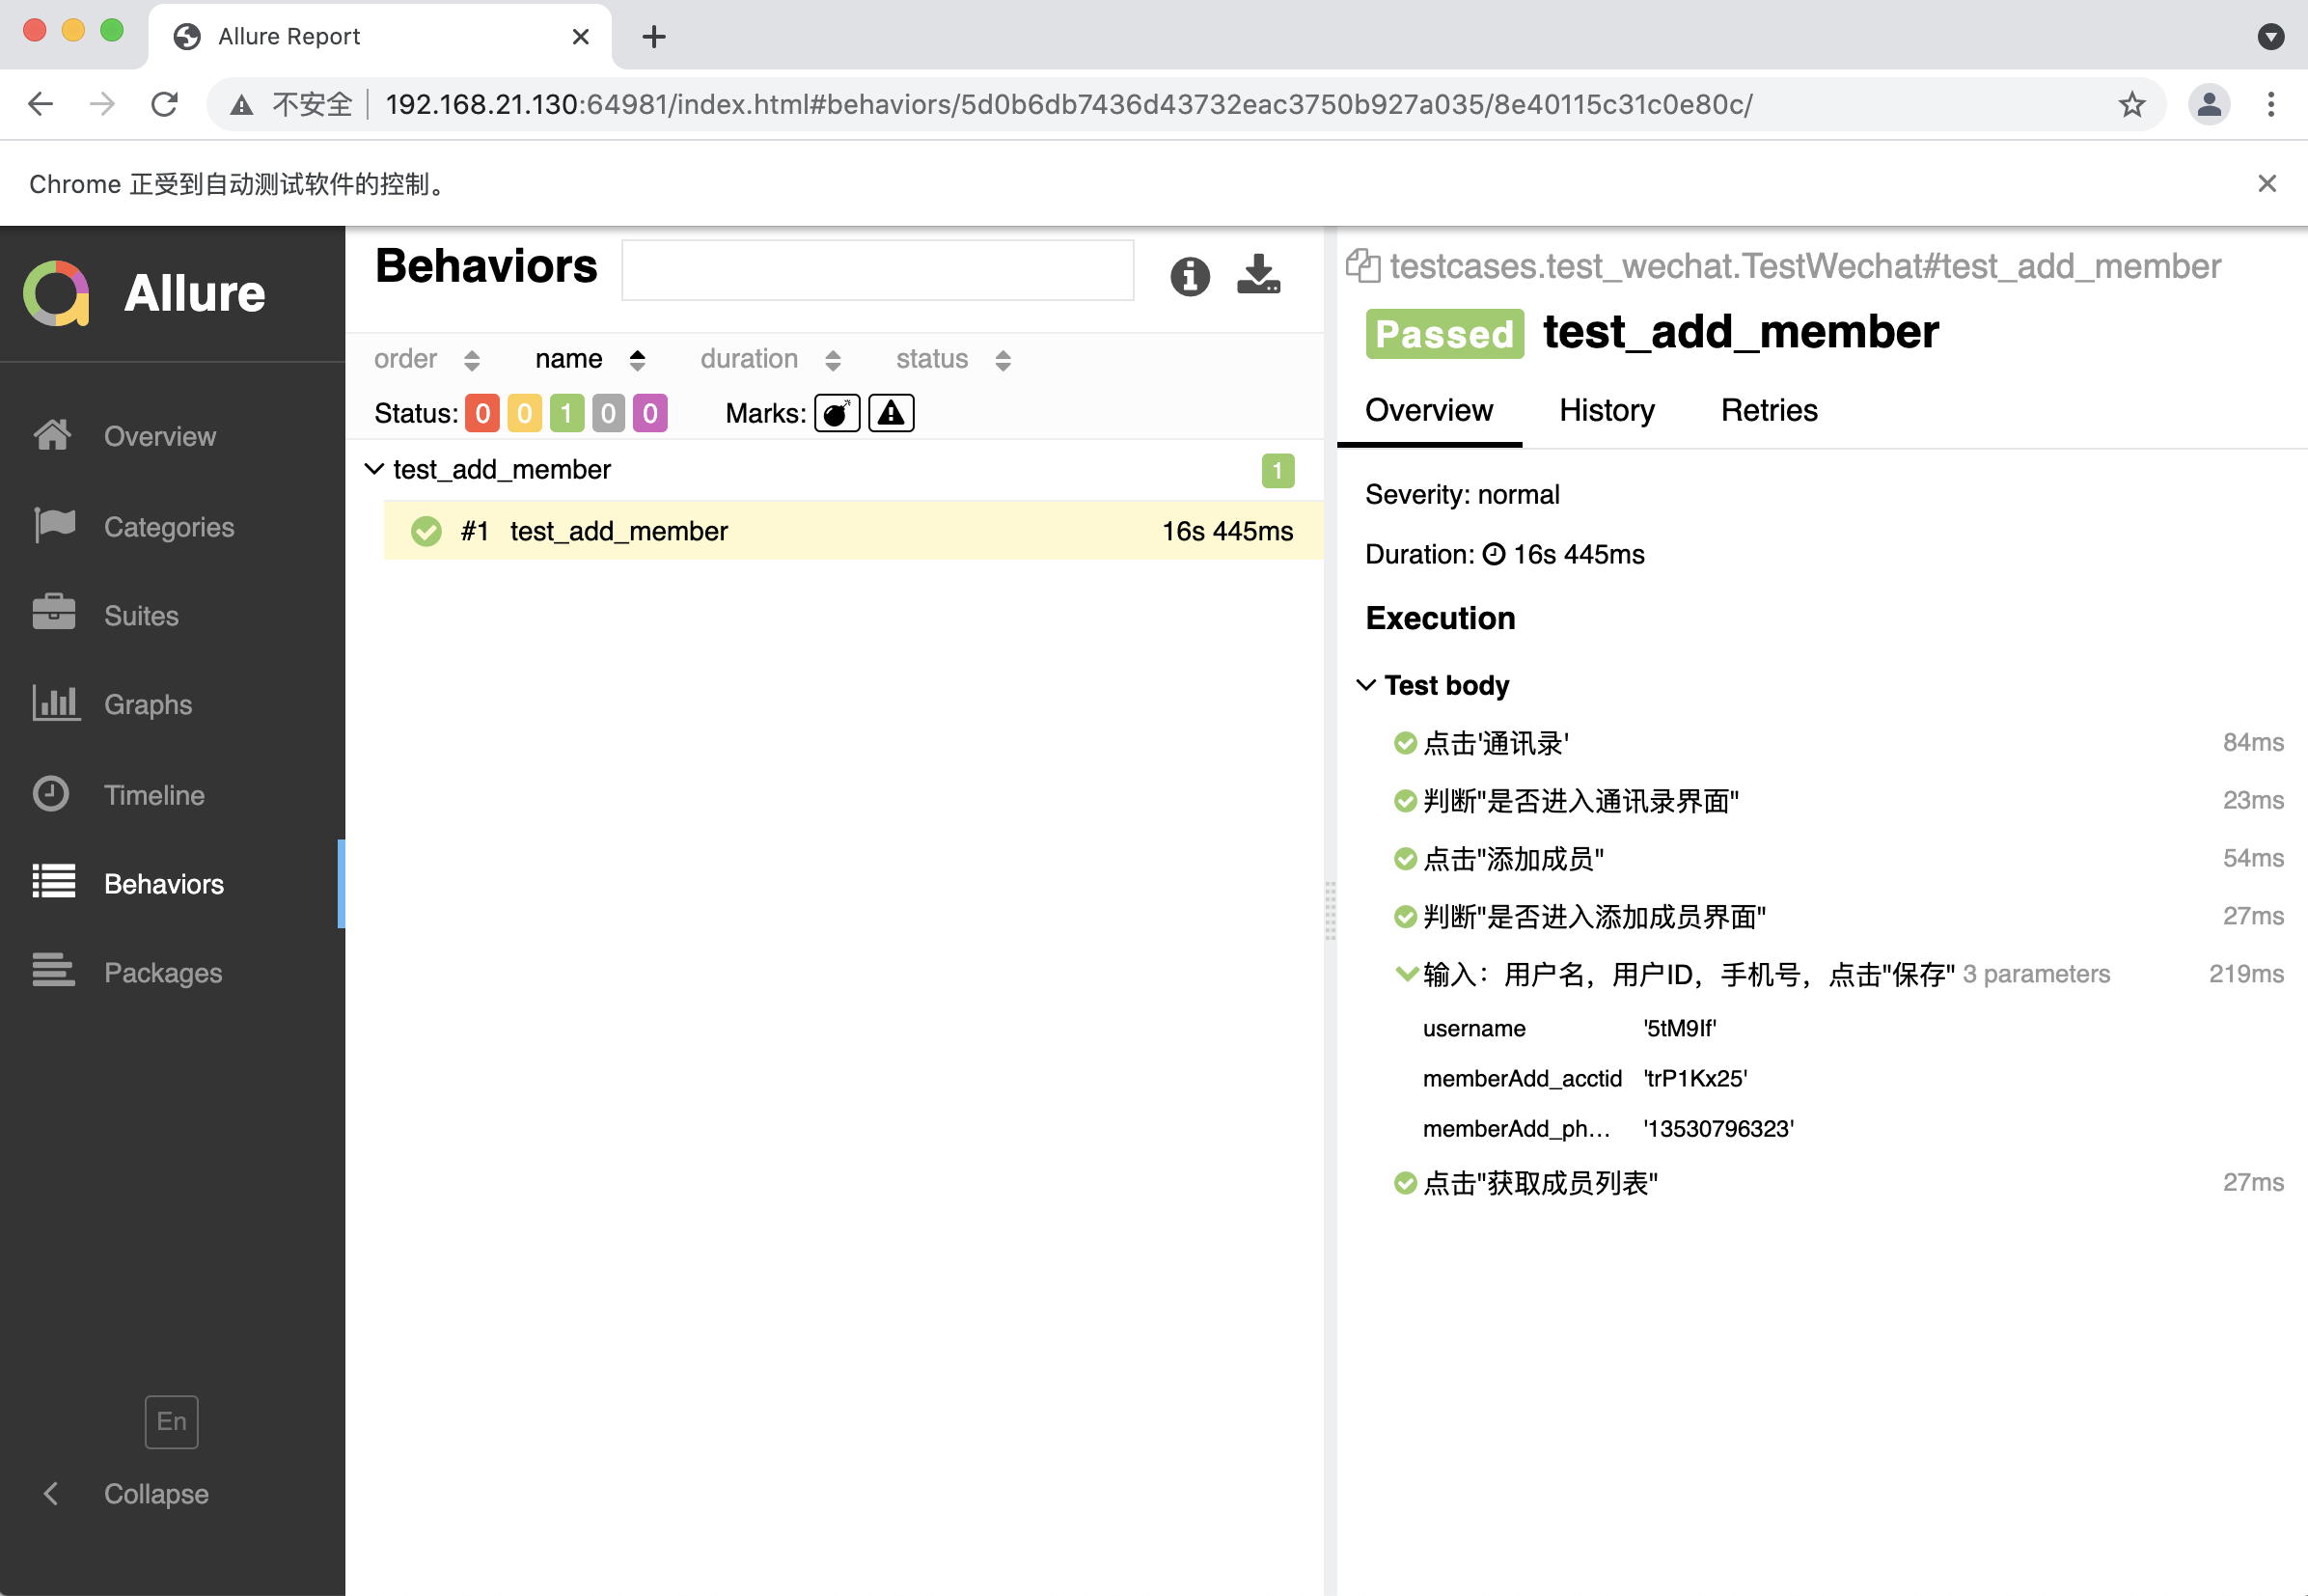 Allure Report
不安全 192.168.21.130:64981/index.html#behaviors/5d0b6db7436d43732eac3750b927a035/8e40115c31c0e80c/
Chrome 正受到自动测试软件的控制。
Allure
Overview
Categories
Suites
Graphs
Timeline
Behaviors
Packages
En
Collapse
Behaviors
order name duration status
Status: 0 0 1 0 0 Marks:
test_add_member 1
#1 test_add_member 16s 445ms
testcases.test_wechat.TestWechat#test_add_member
Passed test_add_member
Overview History Retries
Severity: normal
Duration: 16s 445ms
Execution
Test body
点击'通讯录' 84ms
判断"是否进入通讯录界面" 23ms
点击"添加成员" 54ms
判断"是否进入添加成员界面" 27ms
输入：用户名，用户ID，手机号，点击"保存" 3 parameters 219ms
username '5tM9If'
memberAdd_acctid 'trP1Kx25'
memberAdd_ph… '13530796323'
点击"获取成员列表" 27ms